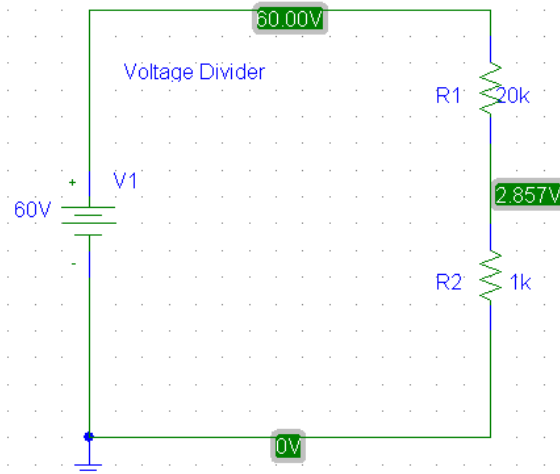 60.00V
Voltage Divider
R1 20k
+ V1
60V
2.857V
-
R2 1k
0V